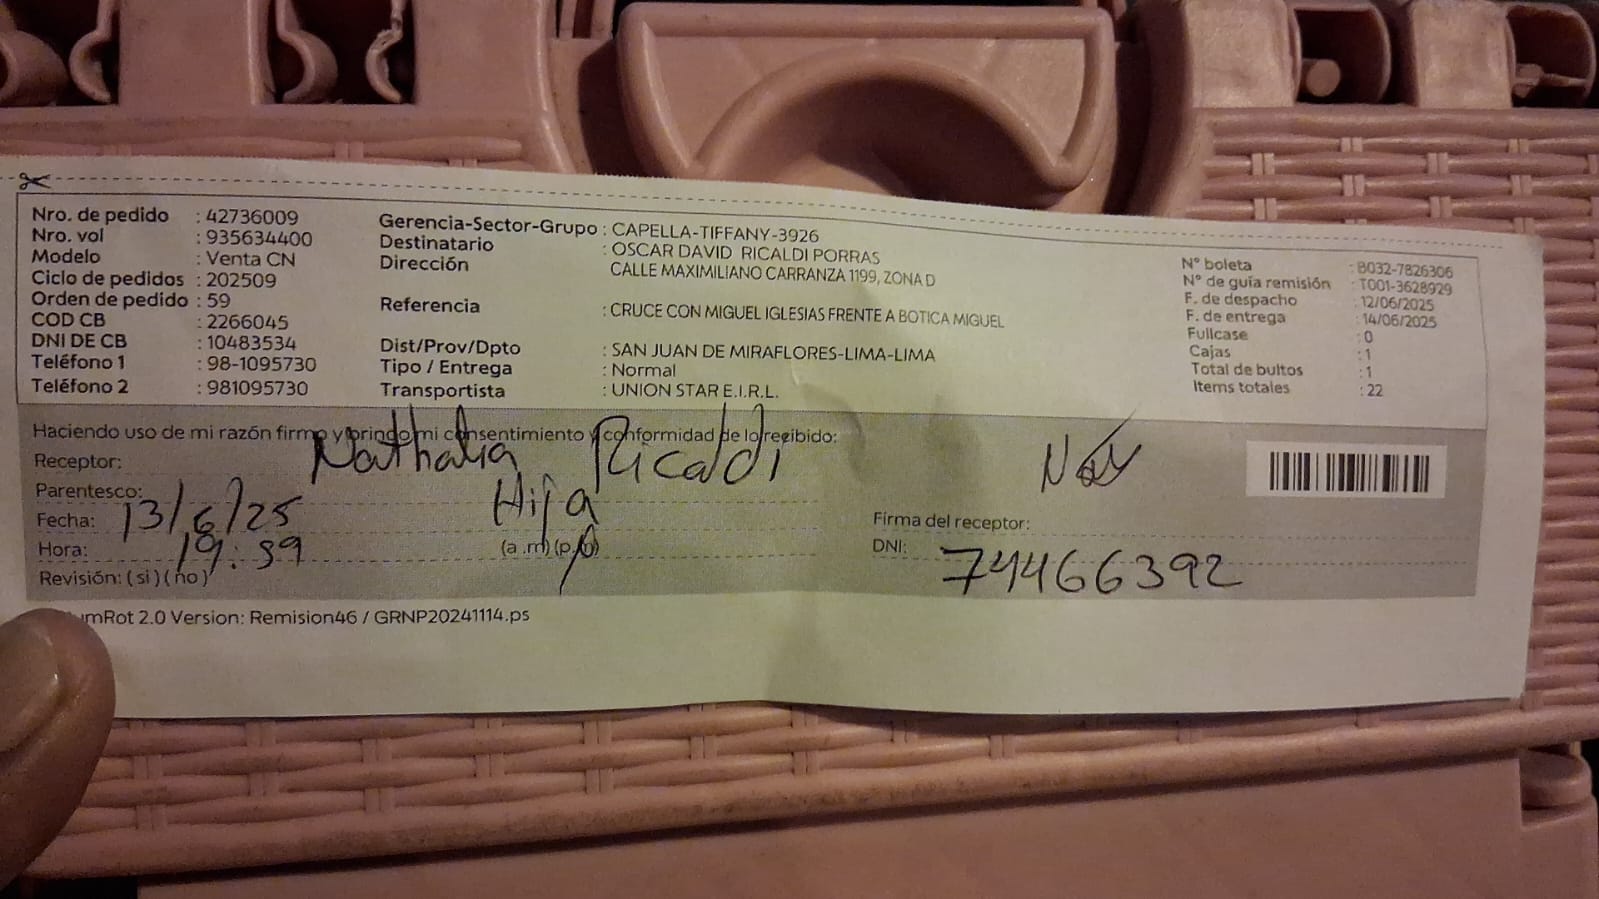 Nro. de pedido : 42736009
Nro. vol : 935634400
Modelo : Venta CN
Ciclo de pedidos : 202509
Orden de pedido : 59
COD CB : 2266045
DNI DE CB : 10483534
Teléfono 1 : 98-1095730
Teléfono 2 : 981095730
Gerencia-Sector-Grupo : CAPELLA-TIFFANY-3926
Destinatario : OSCAR DAVID RICALDI PORRAS
Dirección CALLE MAXIMILIANO CARRANZA 1199, ZONA D
Referencia : CRUCE CON MIGUEL IGLESIAS FRENTE A BOTICA MIGUEL
Dist/Prov/Dpto : SAN JUAN DE MIRAFLORES-LIMA-LIMA
Tipo / Entrega : Normal
Transportista : UNION STAR E.I.R.L.
N° boleta : B032-7826306
N° de guía remisión : T001-3628929
F. de despacho : 12/06/2025
F. de entrega : 14/06/2025
Fullcase : 0
Cajas : 1
Total de bultos : 1
Items totales : 22
Haciendo uso de mi razón firmo y brindo mi consentimiento y conformidad de lo recibido:
Receptor: Nathalia Ricaldi
Parentesco: Hija
Fecha: 13/6/25
Hora: 19:39 (a.m) (p.m)
Revisión: ( si ) ( no )
Firma del receptor:
DNI: 74466392
mRot 2.0 Version: Remision46 / GRNP20241114.ps